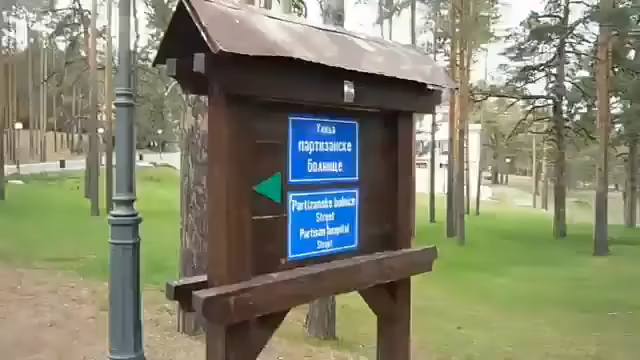 Улица
партизанске
болнице
Partizanske bolnice
Street
Partisan hospital
Street